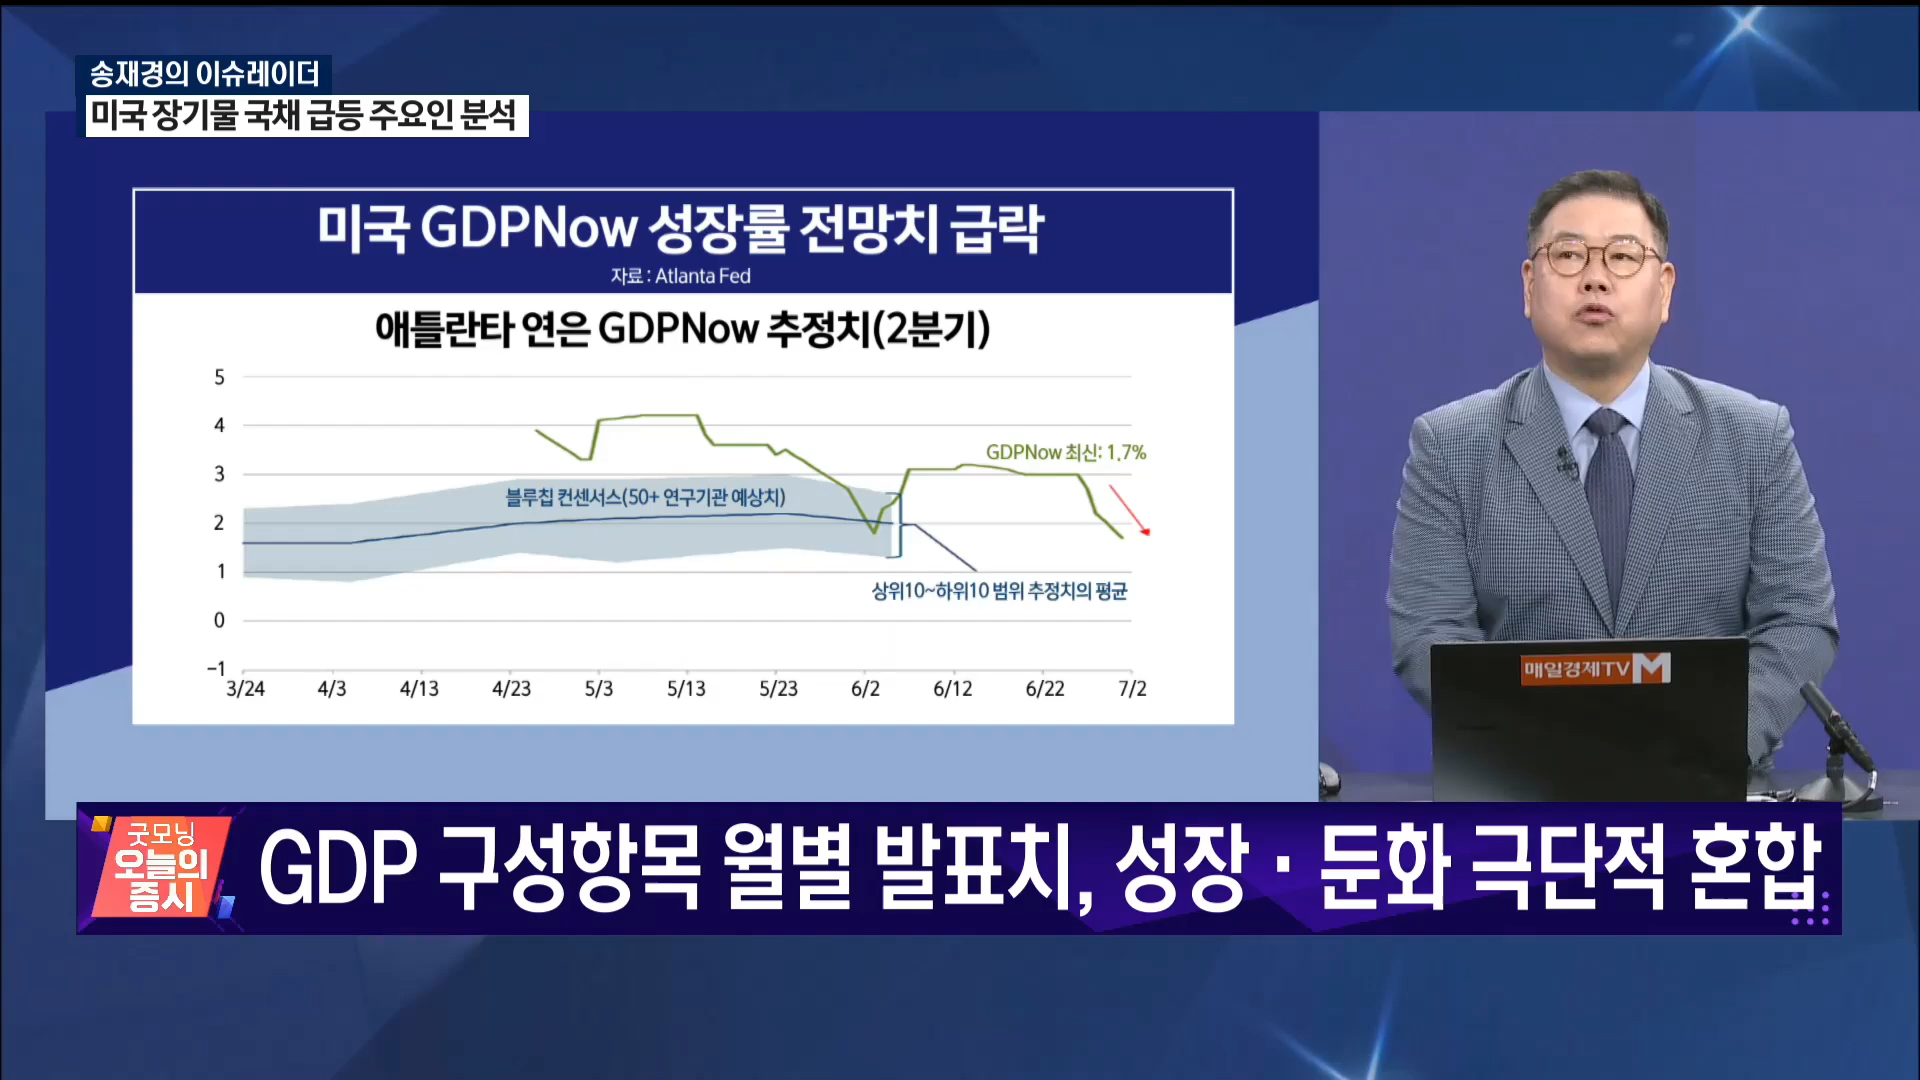 송재경의 이슈레이더
미국 장기물 국채 급등 주요인 분석
미국 GDPNow 성장률 전망치 급락
자료 : Atlanta Fed
애틀란타 연은 GDPNow 추정치(2분기)
5
4
3
2
1
0
-1
GDPNow 최신: 1.7%
블루칩 컨센서스(50+ 연구기관 예상치)
상위10~하위10 범위 추정치의 평균
3/24 4/3 4/13 4/23 5/3 5/13 5/23 6/2 6/12 6/22 7/2
매일경제TV M
굿모닝
오늘의
증시
GDP 구성항목 월별 발표치, 성장·둔화 극단적 혼합